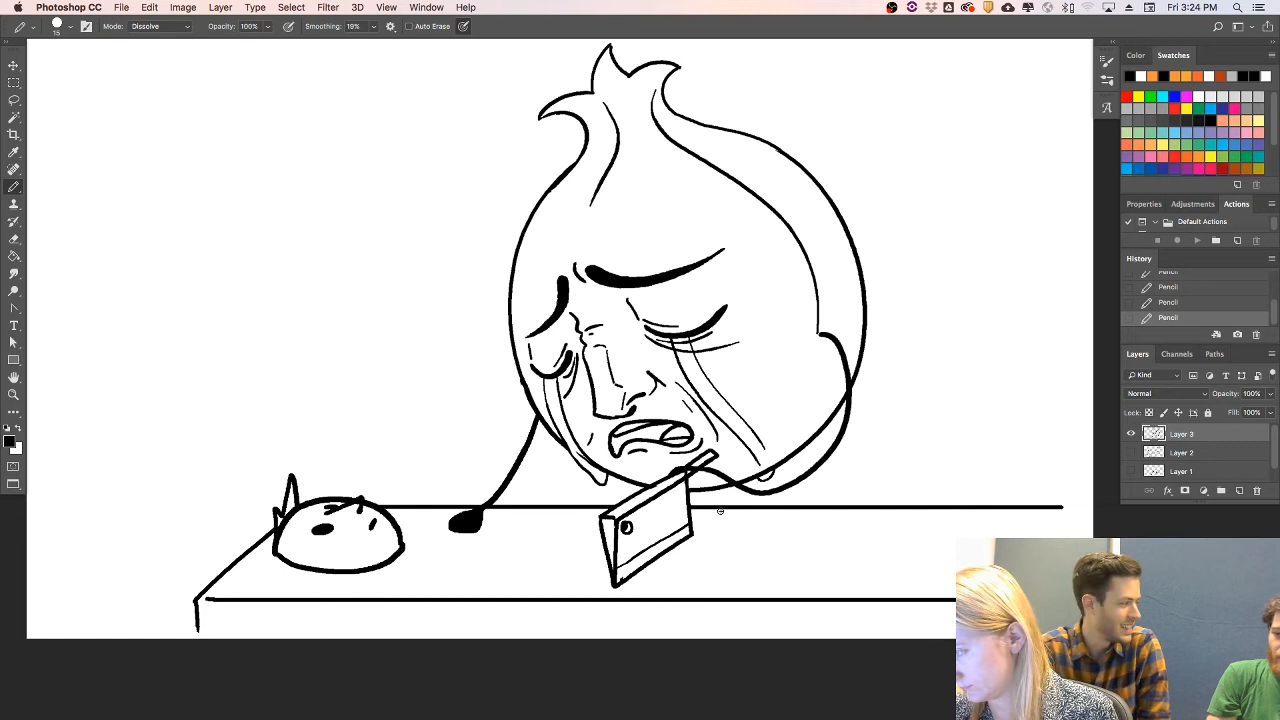 Photoshop CC File Edit Image Layer Type Select Filter 3D View Window Help Fri 3:24 PM
15 Mode: Dissolve Opacity: 100% Smoothing: 19% Auto Erase
Color Swatches
Properties Adjustments Actions
Default Actions
History
Pencil
Pencil
Pencil
Pencil
Layers Channels Paths
Kind
Normal Opacity: 100%
Lock: Fill: 100%
Layer 3
Layer 2
Layer 1
fx